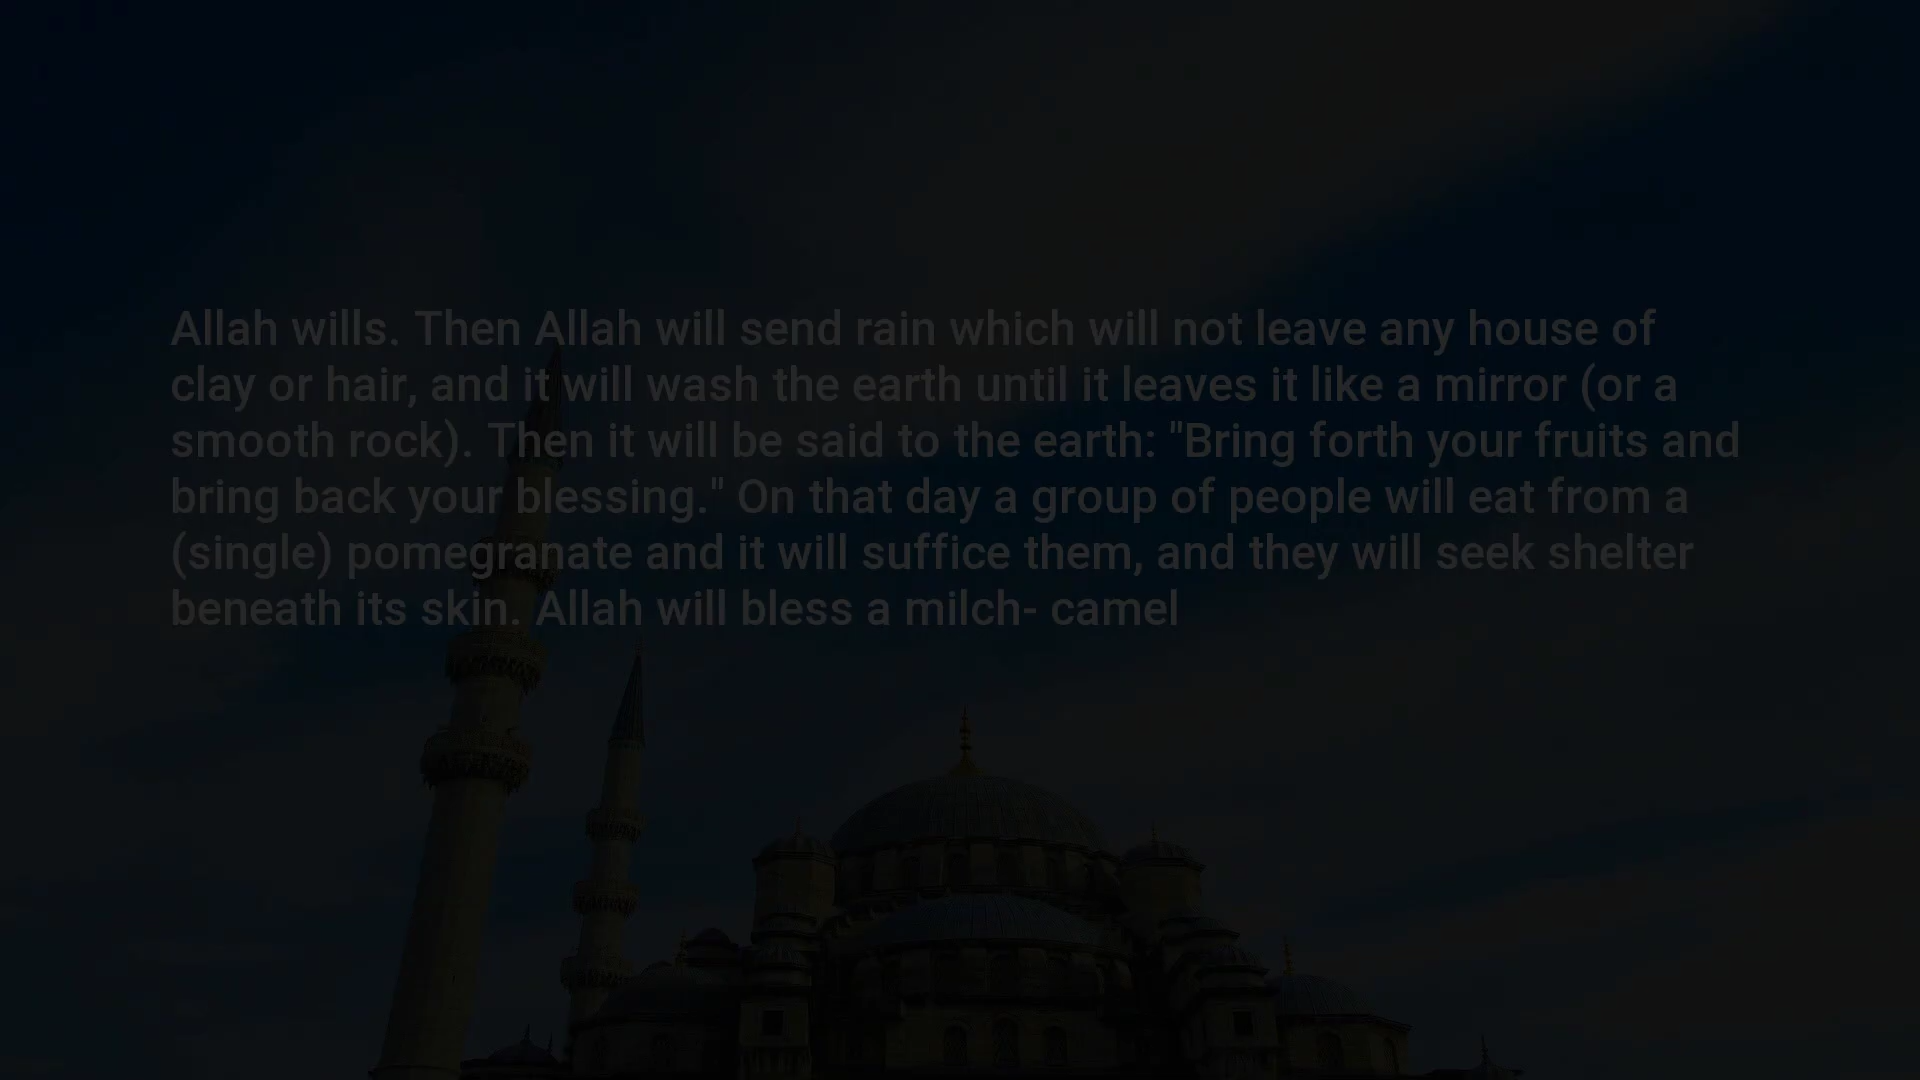 Allah wills. Then Allah will send rain which will not leave any house of
clay or hair, and it will wash the earth until it leaves it like a mirror (or a
smooth rock). Then it will be said to the earth: "Bring forth your fruits and
bring back your blessing." On that day a group of people will eat from a
(single) pomegranate and it will suffice them, and they will seek shelter
beneath its skin. Allah will bless a milch- camel